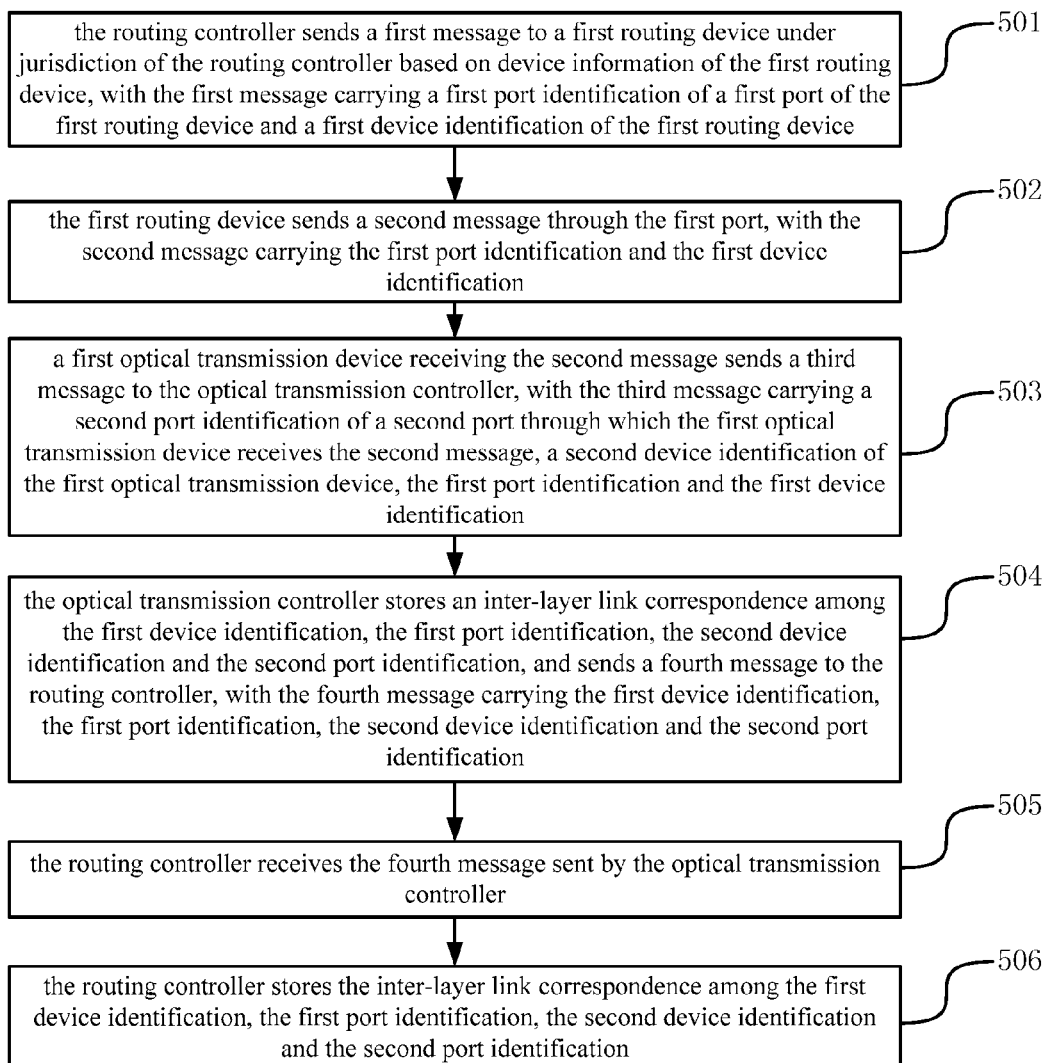 the routing controller sends a first message to a first routing device under
jurisdiction of the routing controller based on device information of the first routing
device, with the first message carrying a first port identification of a first port of the
first routing device and a first device identification of the first routing device
501
the first routing device sends a second message through the first port, with the
second message carrying the first port identification and the first device
identification
502
a first optical transmission device receiving the second message sends a third
message to the optical transmission controller, with the third message carrying a
second port identification of a second port through which the first optical
transmission device receives the second message, a second device identification of
the first optical transmission device, the first port identification and the first device
identification
503
the optical transmission controller stores an inter-layer link correspondence among
the first device identification, the first port identification, the second device
identification and the second port identification, and sends a fourth message to the
routing controller, with the fourth message carrying the first device identification,
the first port identification, the second device identification and the second port
identification
504
the routing controller receives the fourth message sent by the optical transmission
controller
505
the routing controller stores the inter-layer link correspondence among the first
device identification, the first port identification, the second device identification
and the second port identification
506